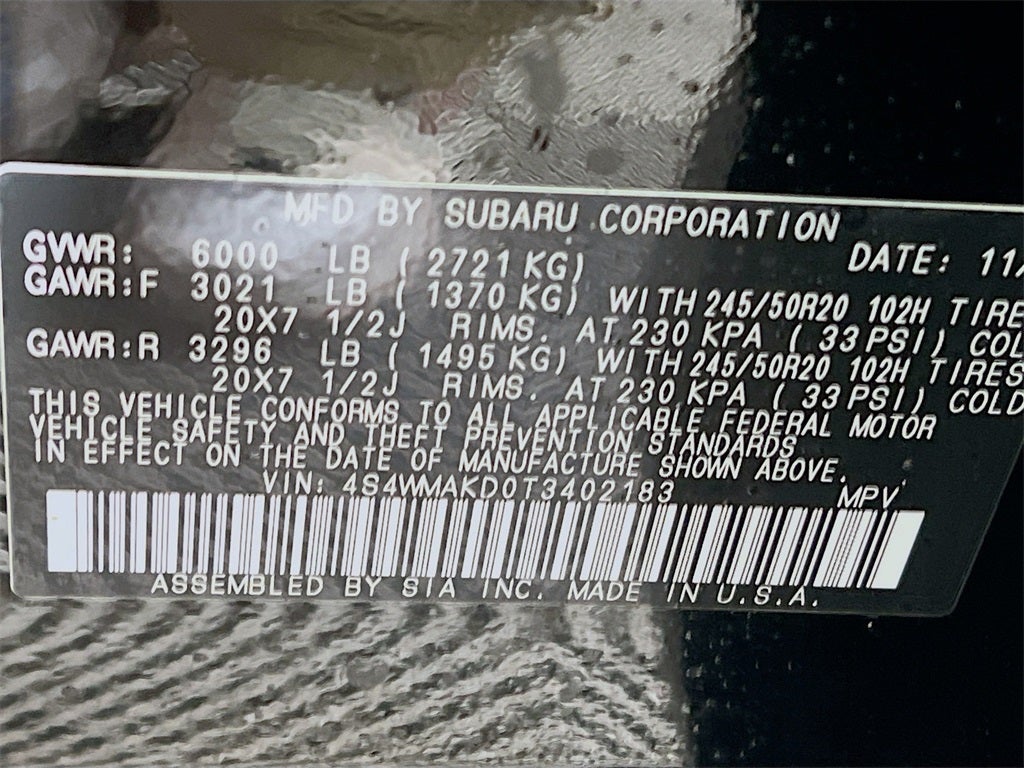 MFD BY SUBARU CORPORATION
GVWR: 6000 LB ( 2721 KG) DATE: 11/
GAWR:F 3021 LB ( 1370 KG) WITH 245/50R20 102H TIRE
20X7 1/2J RIMS. AT 230 KPA ( 33 PSI) COL
GAWR:R 3296 LB ( 1495 KG) WITH 245/50R20 102H TIRES
20X7 1/2J RIMS. AT 230 KPA ( 33 PSI) COLD
THIS VEHICLE CONFORMS TO ALL APPLICABLE FEDERAL MOTOR
VEHICLE SAFETY AND THEFT PREVENTION STANDARDS
IN EFFECT ON THE DATE OF MANUFACTURE SHOWN ABOVE.
VIN: 4S4WMAKD0T3402183 MPV
ASSEMBLED BY SIA INC. MADE IN U.S.A.